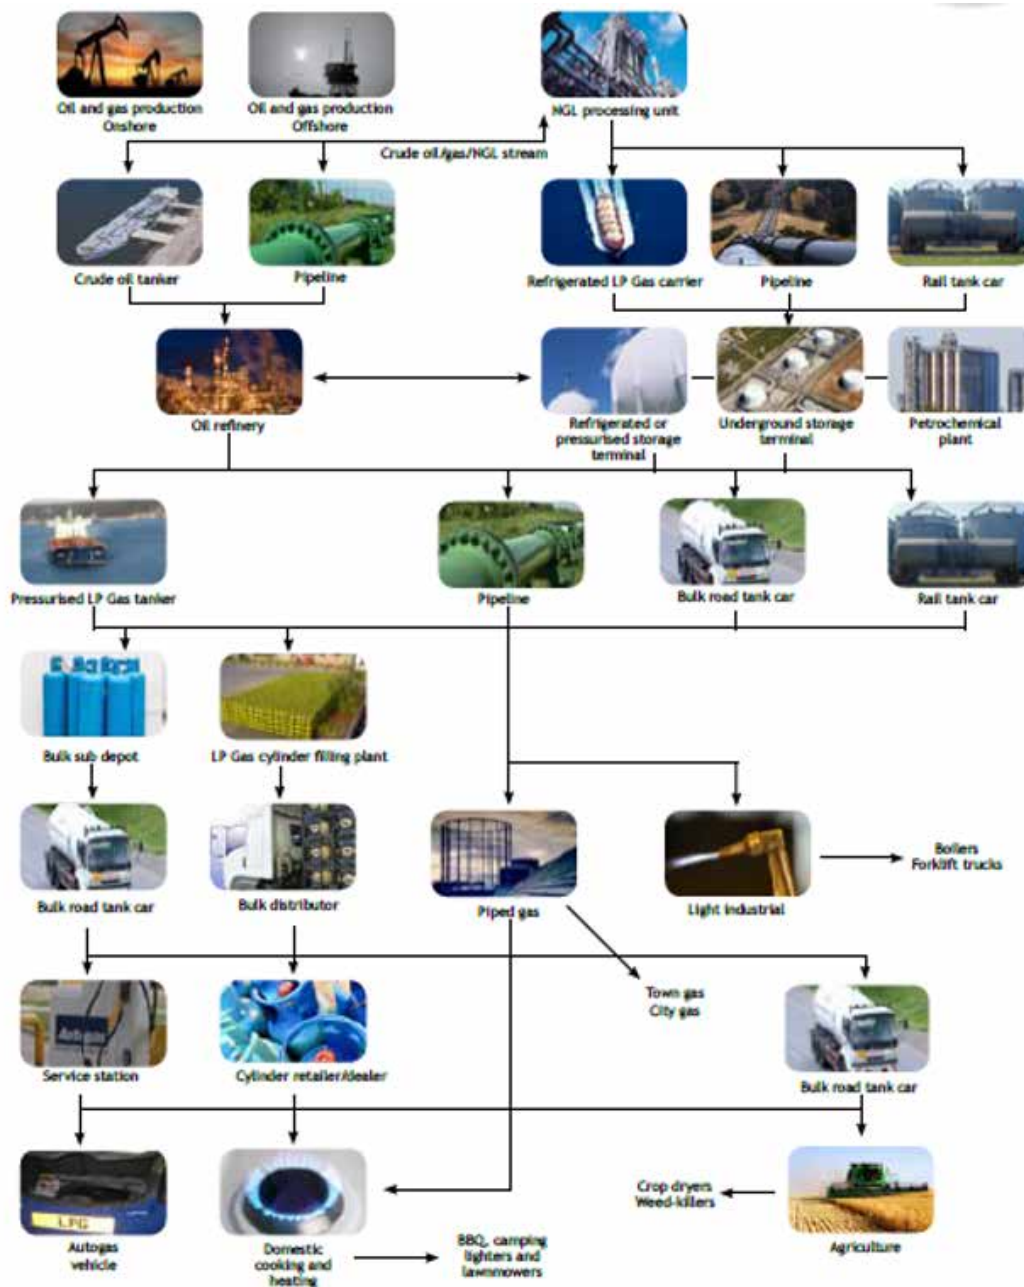 Oil and gas production
Onshore
Oil and gas production
Offshore
NGL processing unit
Crude oil/gas/NGL stream
Crude oil tanker
Pipeline
Refrigerated LP Gas carrier
Pipeline
Rail tank car
Oil refinery
Refrigerated or
pressurised storage
terminal
Underground storage
terminal
Petrochemical
plant
Pressurised LP Gas tanker
Pipeline
Bulk road tank car
Rail tank car
Bulk sub depot
LP Gas cylinder filling plant
Bulk road tank car
Bulk distributor
Piped gas
Light industrial
Boilers
Forklift trucks
Town gas
City gas
Service station
Cylinder retailer/dealer
Bulk road tank car
LPG
Autogas
vehicle
Domestic
cooking and
heating
BBQ, camping
lighters and
lawnmowers
Crop dryers
Weed-killers
Agriculture